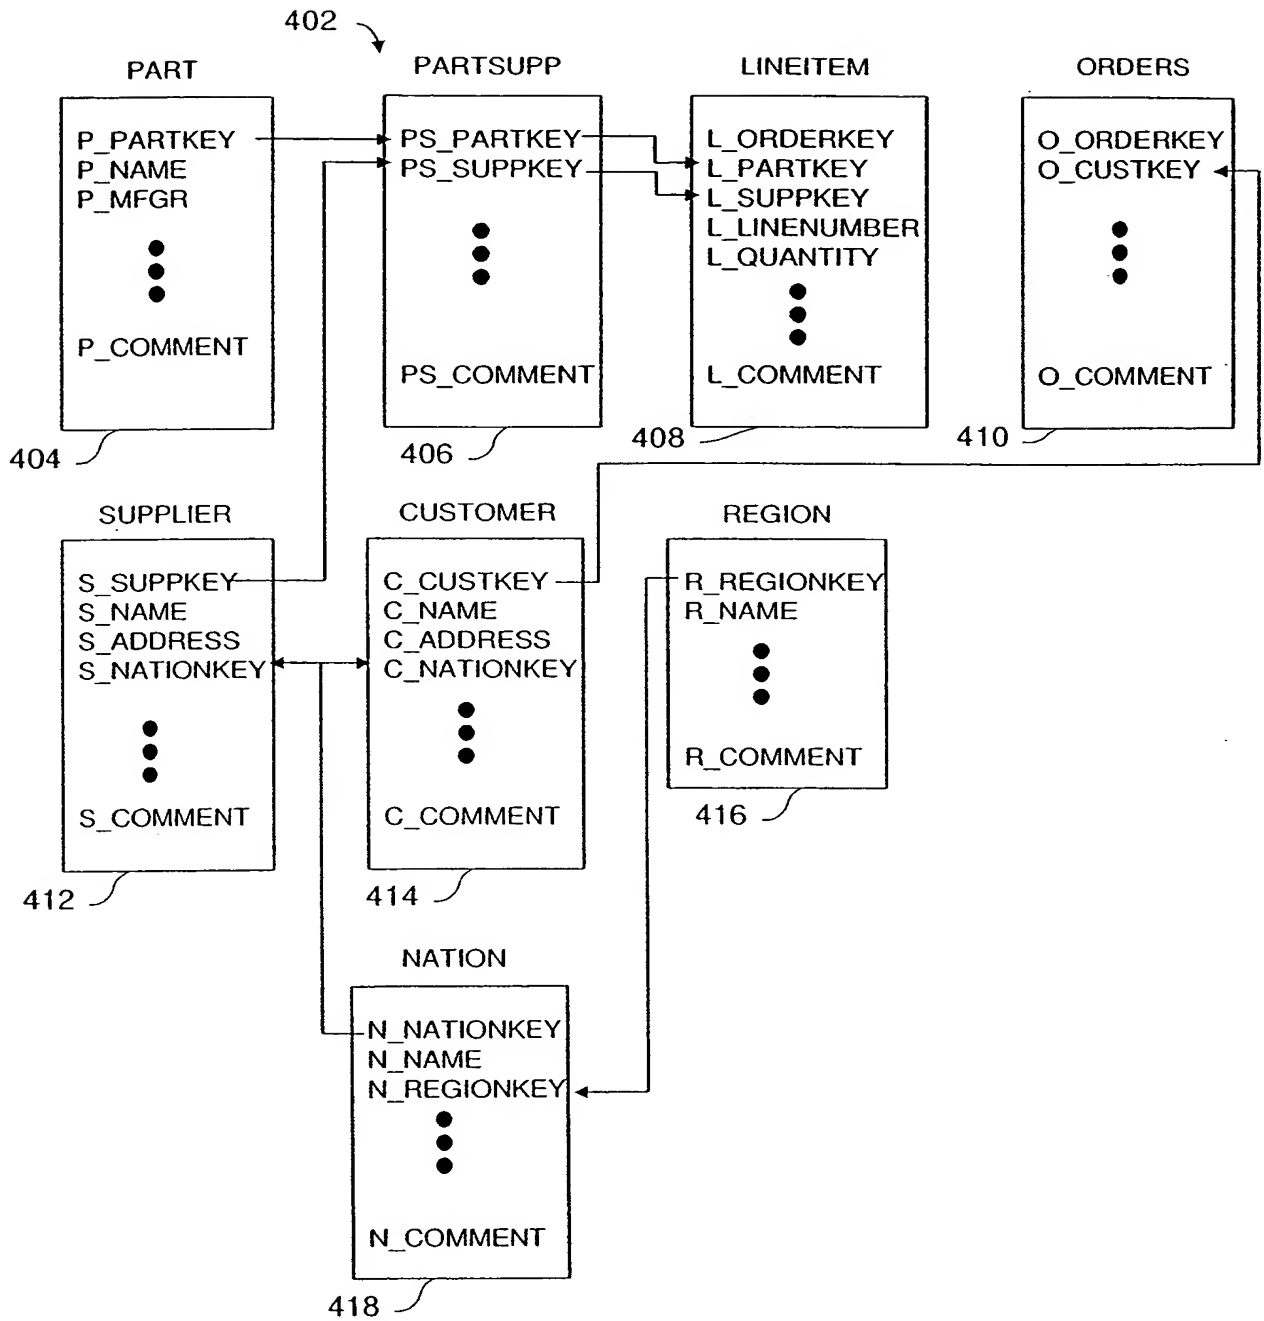 402
PART
P_PARTKEY
P_NAME
P_MFGR
P_COMMENT
404
PARTSUPP
PS_PARTKEY
PS_SUPPKEY
PS_COMMENT
406
LINEITEM
L_ORDERKEY
L_PARTKEY
L_SUPPKEY
L_LINENUMBER
L_QUANTITY
L_COMMENT
408
ORDERS
O_ORDERKEY
O_CUSTKEY
O_COMMENT
410
SUPPLIER
S_SUPPKEY
S_NAME
S_ADDRESS
S_NATIONKEY
S_COMMENT
412
CUSTOMER
C_CUSTKEY
C_NAME
C_ADDRESS
C_NATIONKEY
C_COMMENT
414
REGION
R_REGIONKEY
R_NAME
R_COMMENT
416
NATION
N_NATIONKEY
N_NAME
N_REGIONKEY
N_COMMENT
418